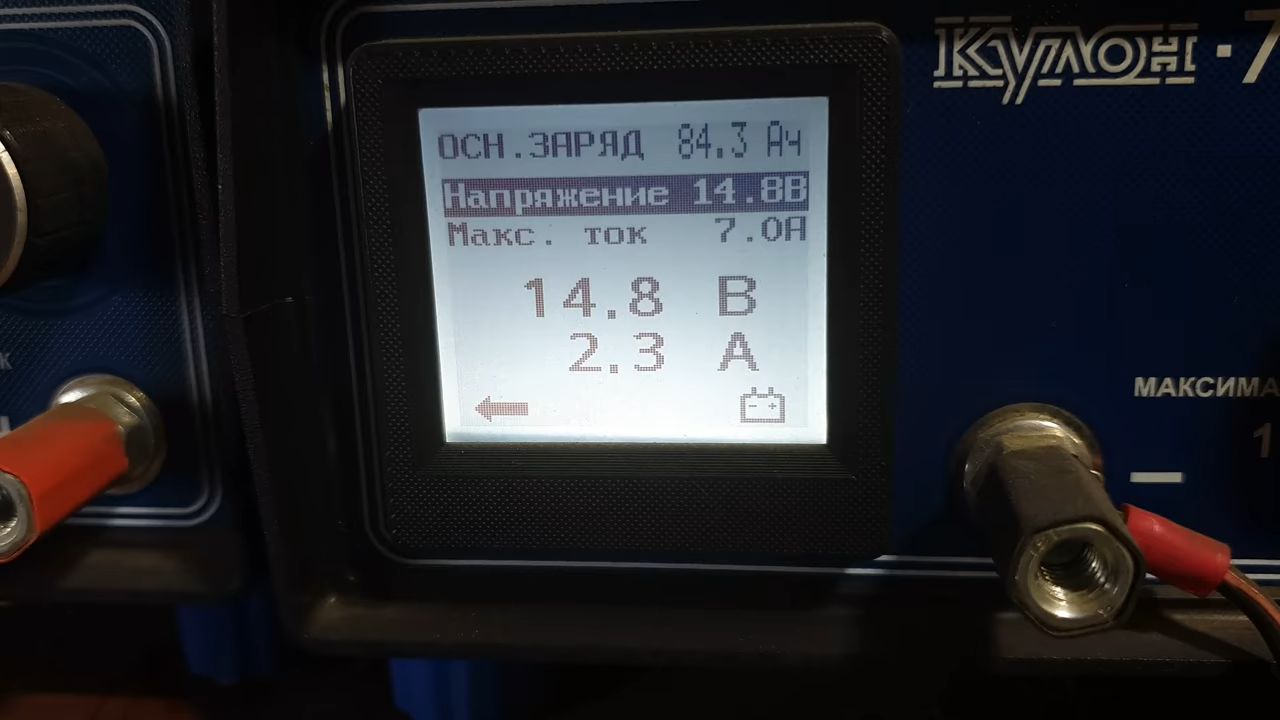 КУЛОН·7
ОСН.ЗАРЯД 84.3 Ач
Напряжение 14.8В
Макс. ток 7.0А
14.8 В
2.3 А
- +
МАКСИМА
1